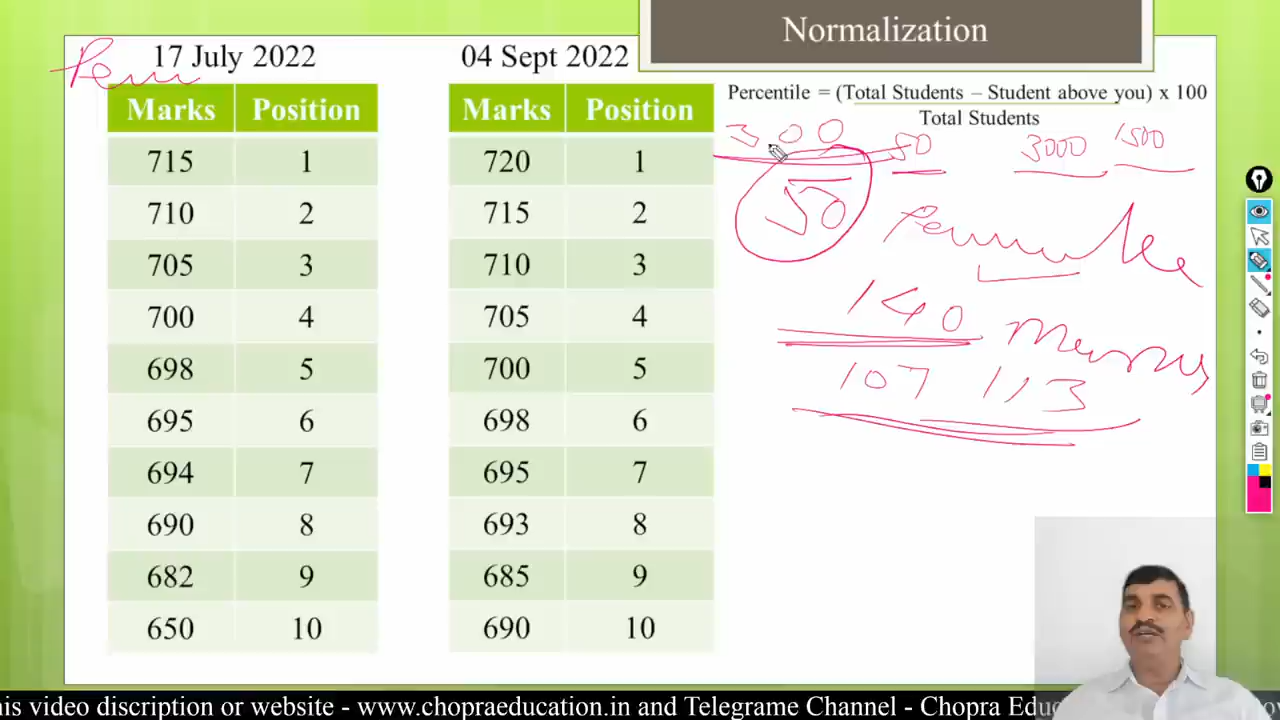 Normalization
17 July 2022
Marks Position
715 1
710 2
705 3
700 4
698 5
695 6
694 7
690 8
682 9
650 10
04 Sept 2022
Marks Position
720 1
715 2
710 3
705 4
700 5
698 6
695 7
693 8
685 9
690 10
Percentile = (Total Students – Student above you) x 100
Total Students
300 50 3000 1500
50
140
107 113
his video discription or website - www.chopraeducation.in and Telegrame Channel - Chopra Educ